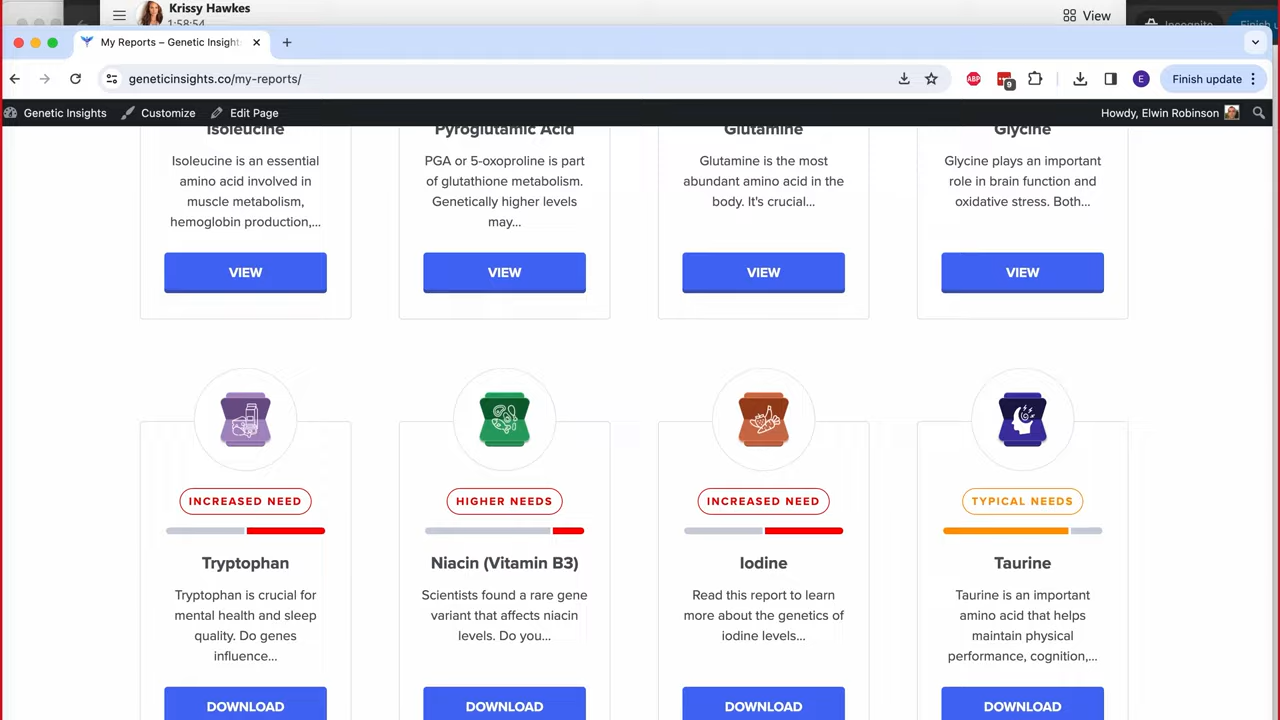 Krissy Hawkes
1:58:54
View
Incognito
Finish u
My Reports – Genetic Insight
geneticinsights.co/my-reports/
ABP
9
E
Finish update
Genetic Insights
Customize
Edit Page
Howdy, Elwin Robinson
Isoleucine
Isoleucine is an essential
amino acid involved in
muscle metabolism,
hemoglobin production,...
VIEW
Pyroglutamic Acid
PGA or 5-oxoproline is part
of glutathione metabolism.
Genetically higher levels
may...
VIEW
Glutamine
Glutamine is the most
abundant amino acid in the
body. It's crucial...
VIEW
Glycine
Glycine plays an important
role in brain function and
oxidative stress. Both...
VIEW
INCREASED NEED
Tryptophan
Tryptophan is crucial for
mental health and sleep
quality. Do genes
influence...
DOWNLOAD
HIGHER NEEDS
Niacin (Vitamin B3)
Scientists found a rare gene
variant that affects niacin
levels. Do you...
DOWNLOAD
INCREASED NEED
Iodine
Read this report to learn
more about the genetics of
iodine levels...
DOWNLOAD
TYPICAL NEEDS
Taurine
Taurine is an important
amino acid that helps
maintain physical
performance, cognition,...
DOWNLOAD